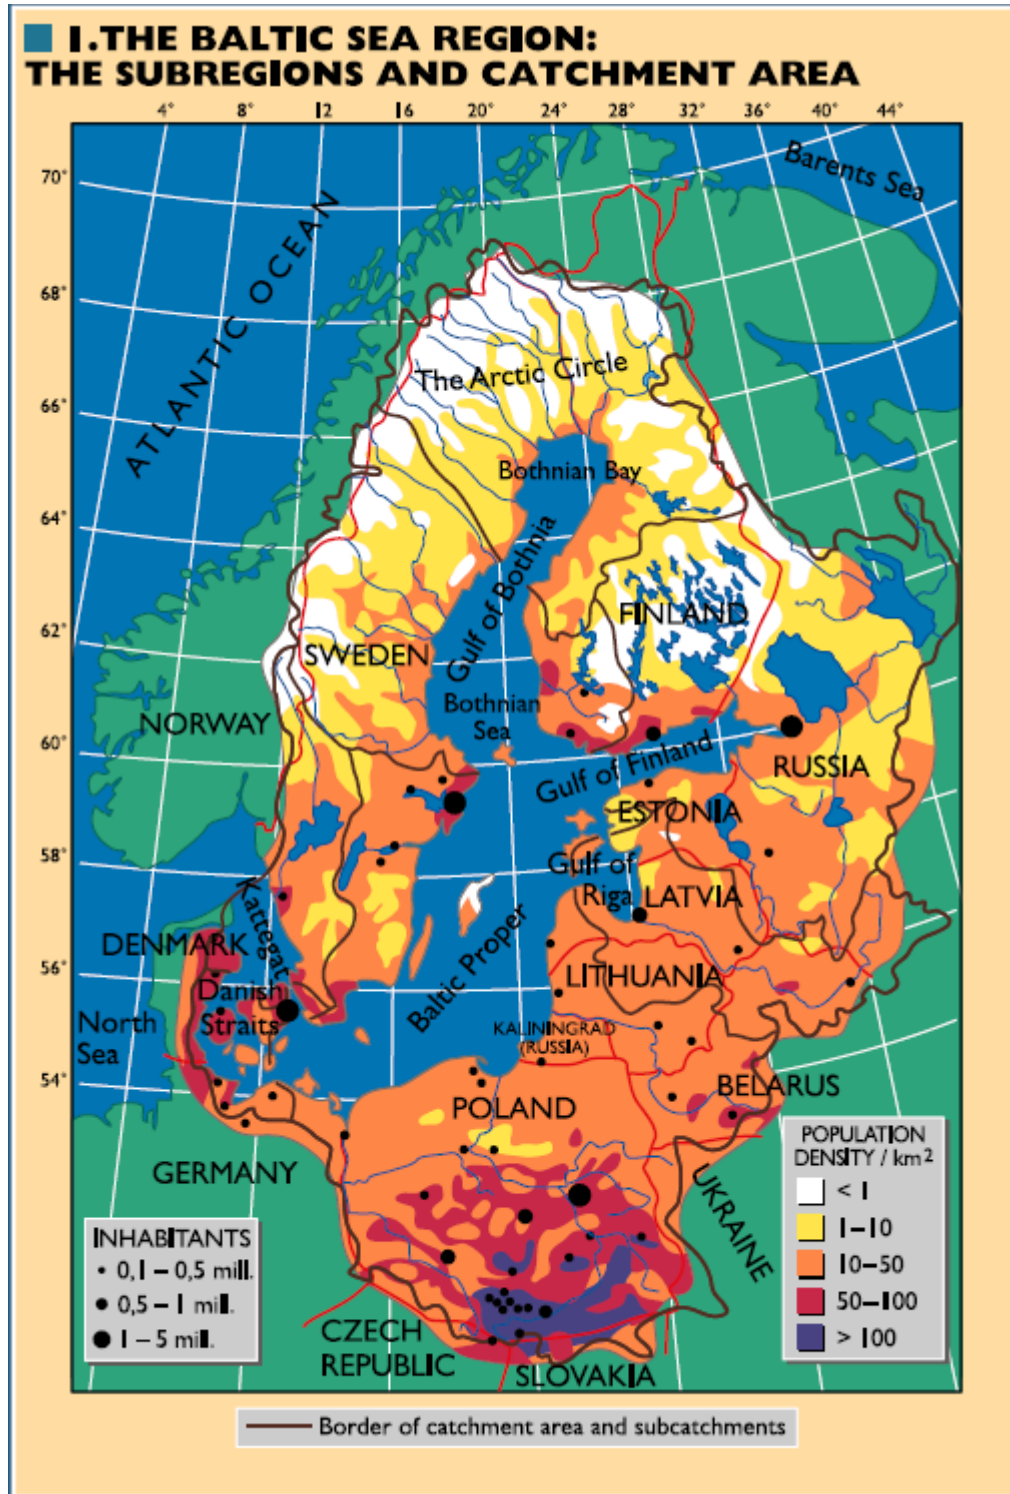 1. THE BALTIC SEA REGION:
THE SUBREGIONS AND CATCHMENT AREA
4° 8° 12 16 20° 24° 28° 32° 36° 40° 44°
70°
68°
66°
64°
62°
60°
58°
56°
54°
Barents Sea
ATLANTIC OCEAN
The Arctic Circle
Bothnian Bay
Gulf of Bothnia
FINLAND
SWEDEN
Bothnian
Sea
NORWAY
Gulf of Finland
RUSSIA
ESTONIA
Gulf of
Riga
LATVIA
Kattegat
DENMARK
Baltic Proper
LITHUANIA
Danish
Straits
North
Sea
KALININGRAD
(RUSSIA)
BELARUS
POLAND
GERMANY
UKRAINE
CZECH
REPUBLIC
SLOVAKIA
INHABITANTS
0,1 – 0,5 mill.
0,5 – 1 mill.
1 – 5 mill.
POPULATION
DENSITY / km²
< 1
1–10
10–50
50–100
> 100
Border of catchment area and subcatchments